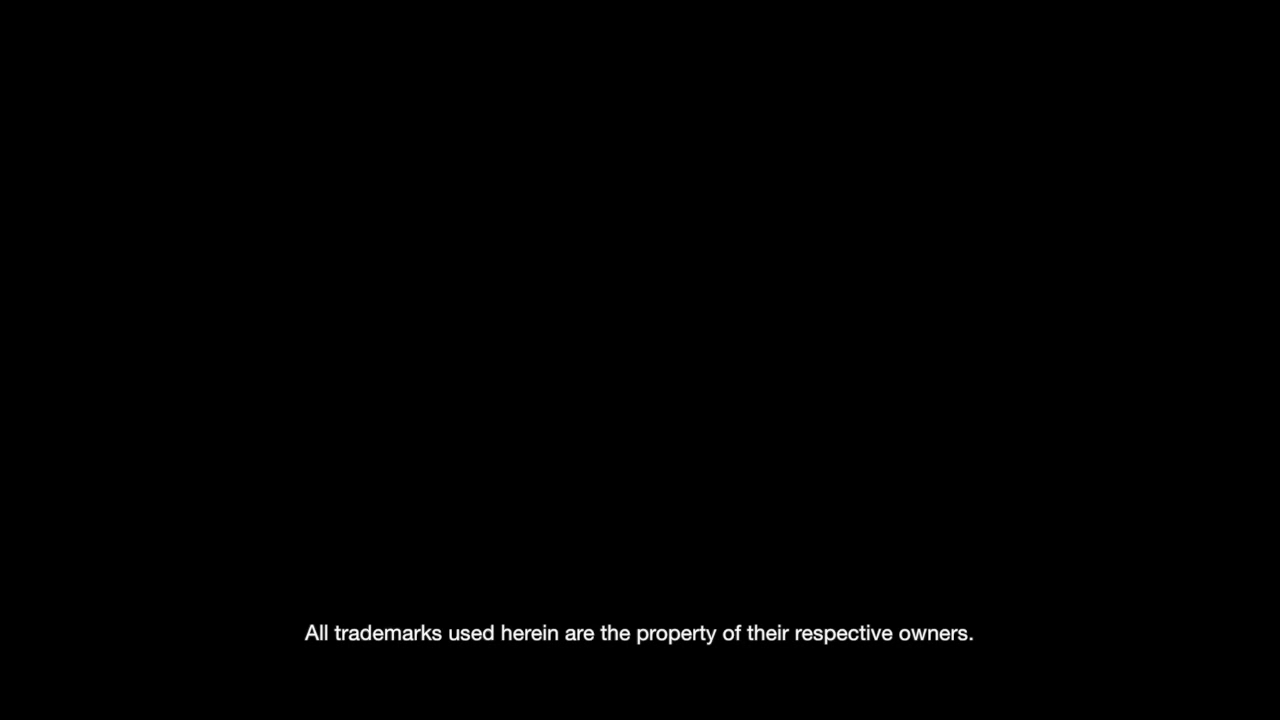 All trademarks used herein are the property of their respective owners.